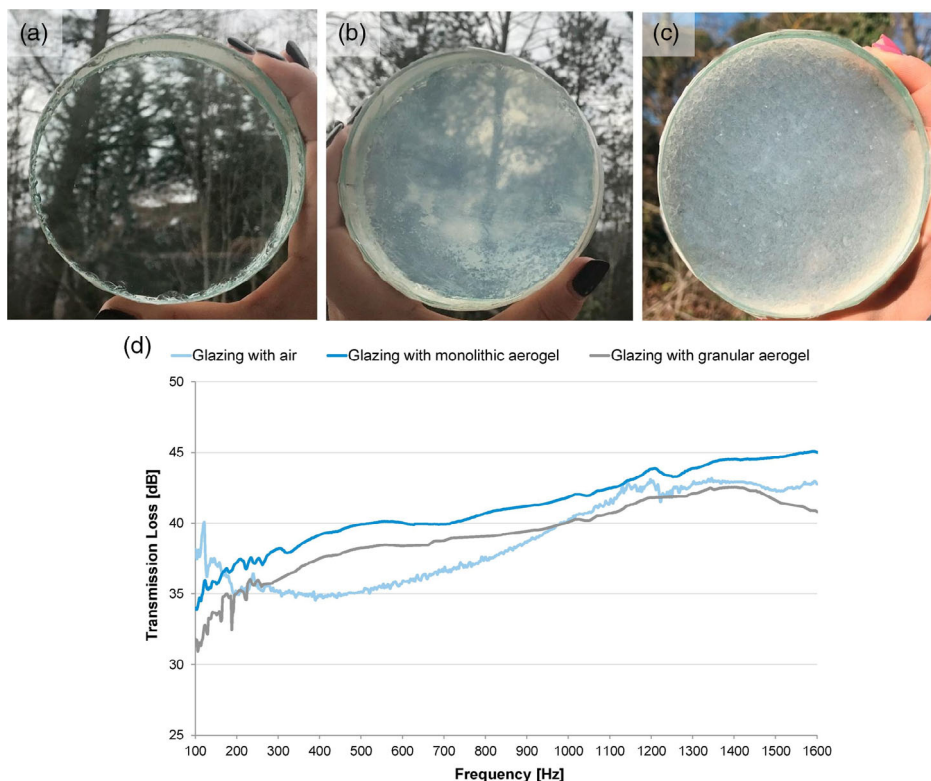 (a) (b) (c)
(d)
Glazing with air Glazing with monolithic aerogel Glazing with granular aerogel
50
45
40
35
30
25
Transmission Loss [dB]
100 200 300 400 500 600 700 800 900 1000 1100 1200 1300 1400 1500 1600
Frequency [Hz]